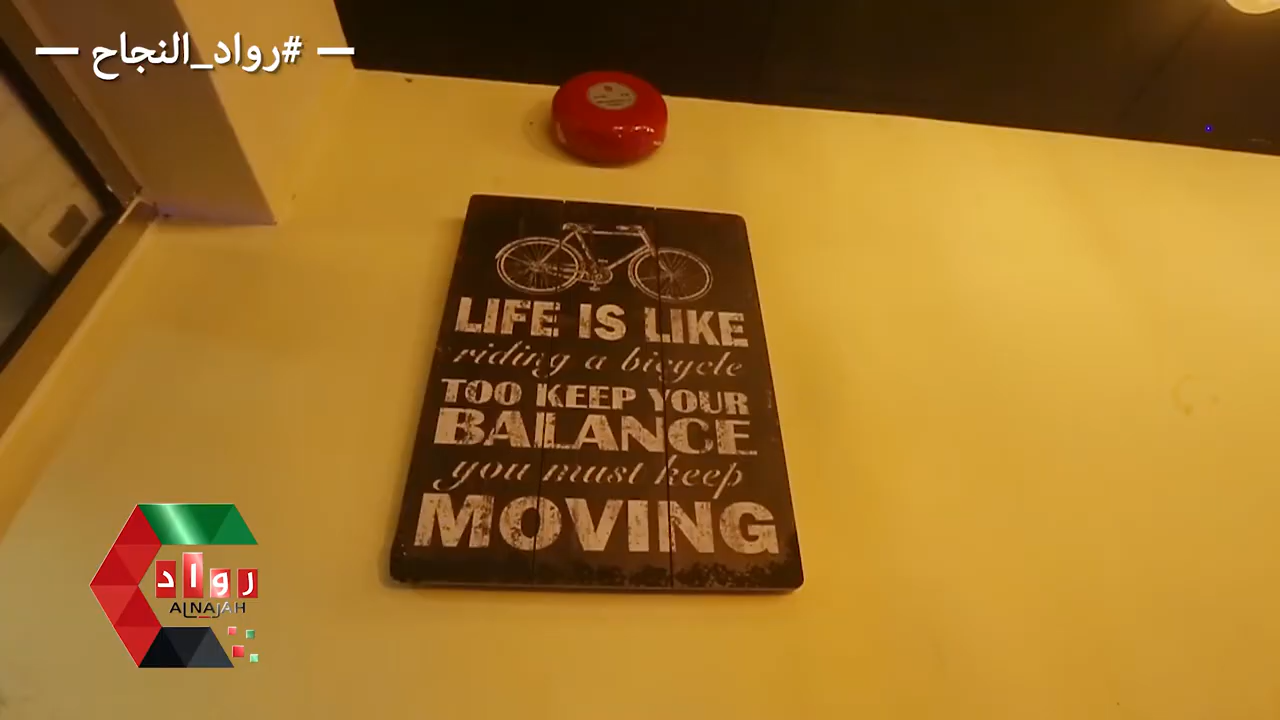 #رواد_النجاح
LIFE IS LIKE
riding a bicycle
TOO KEEP YOUR
BALANCE
you must keep
MOVING
رواد
ALNAJAH